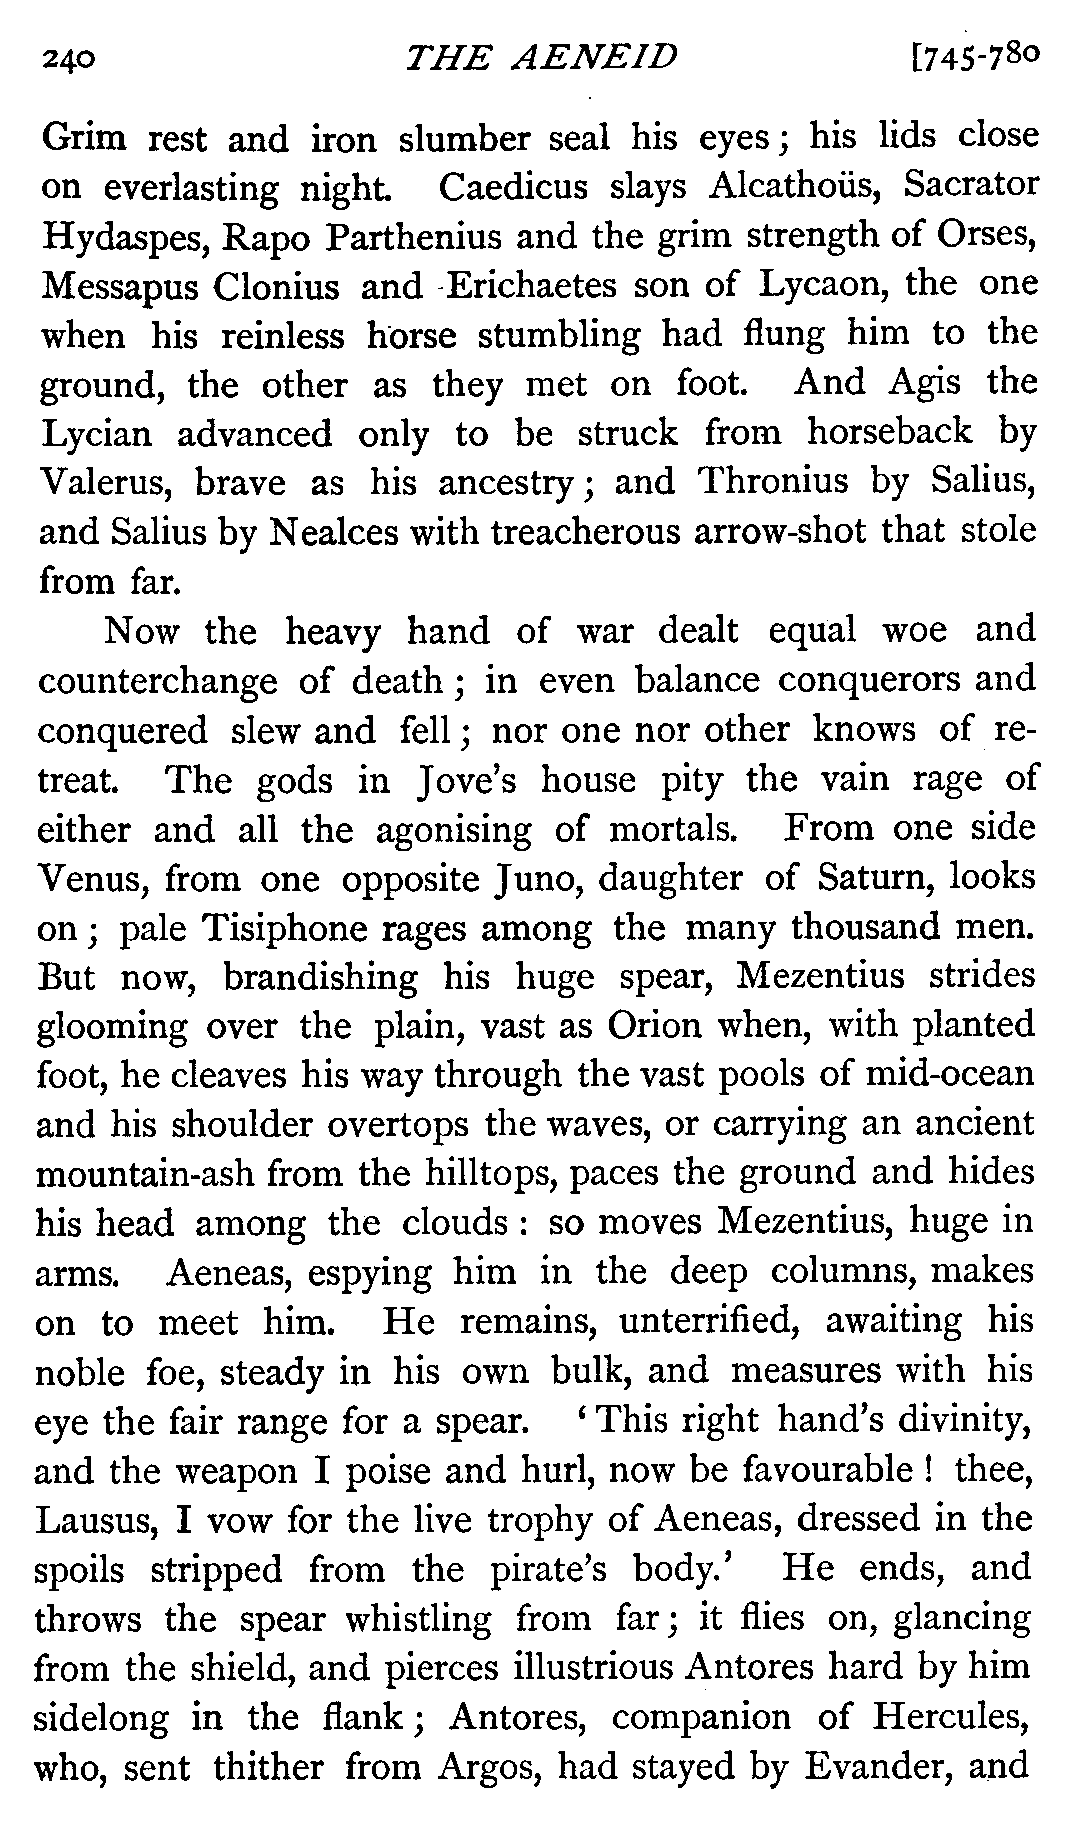 240 THE AENEID [745-780
Grim rest and iron slumber seal his eyes; his lids close
on everlasting night. Caedicus slays Alcathoüs, Sacrator
Hydaspes, Rapo Parthenius and the grim strength of Orses,
Messapus Clonius and Erichaetes son of Lycaon, the one
when his reinless horse stumbling had flung him to the
ground, the other as they met on foot. And Agis the
Lycian advanced only to be struck from horseback by
Valerus, brave as his ancestry; and Thronius by Salius,
and Salius by Nealces with treacherous arrow-shot that stole
from far.
Now the heavy hand of war dealt equal woe and
counterchange of death; in even balance conquerors and
conquered slew and fell; nor one nor other knows of re-
treat. The gods in Jove's house pity the vain rage of
either and all the agonising of mortals. From one side
Venus, from one opposite Juno, daughter of Saturn, looks
on; pale Tisiphone rages among the many thousand men.
But now, brandishing his huge spear, Mezentius strides
glooming over the plain, vast as Orion when, with planted
foot, he cleaves his way through the vast pools of mid-ocean
and his shoulder overtops the waves, or carrying an ancient
mountain-ash from the hilltops, paces the ground and hides
his head among the clouds: so moves Mezentius, huge in
arms. Aeneas, espying him in the deep columns, makes
on to meet him. He remains, unterrified, awaiting his
noble foe, steady in his own bulk, and measures with his
eye the fair range for a spear. ‘This right hand's divinity,
and the weapon I poise and hurl, now be favourable! thee,
Lausus, I vow for the live trophy of Aeneas, dressed in the
spoils stripped from the pirate's body.’ He ends, and
throws the spear whistling from far; it flies on, glancing
from the shield, and pierces illustrious Antores hard by him
sidelong in the flank; Antores, companion of Hercules,
who, sent thither from Argos, had stayed by Evander, and